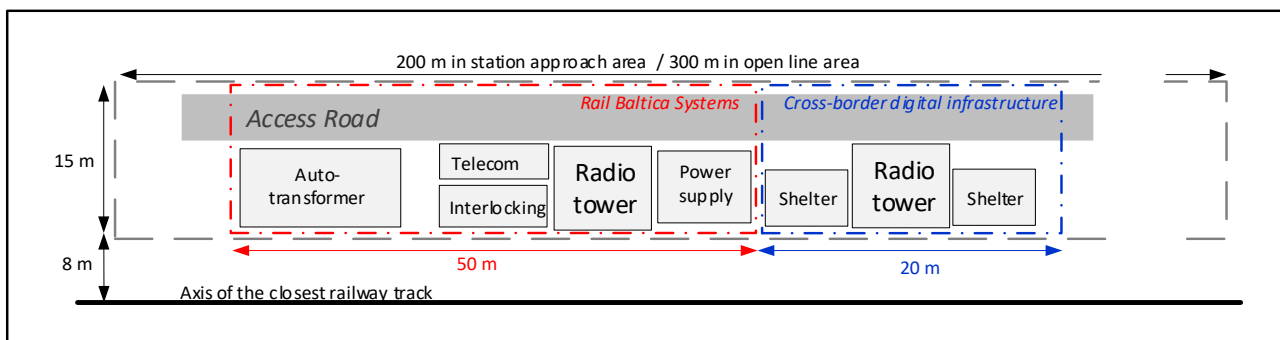 200 m in station approach area / 300 m in open line area
Rail Baltica Systems
Cross-border digital infrastructure
Access Road
15 m
Auto-
transformer
Telecom
Interlocking
Radio
tower
Power
supply
Shelter
Radio
tower
Shelter
8 m
50 m
20 m
Axis of the closest railway track